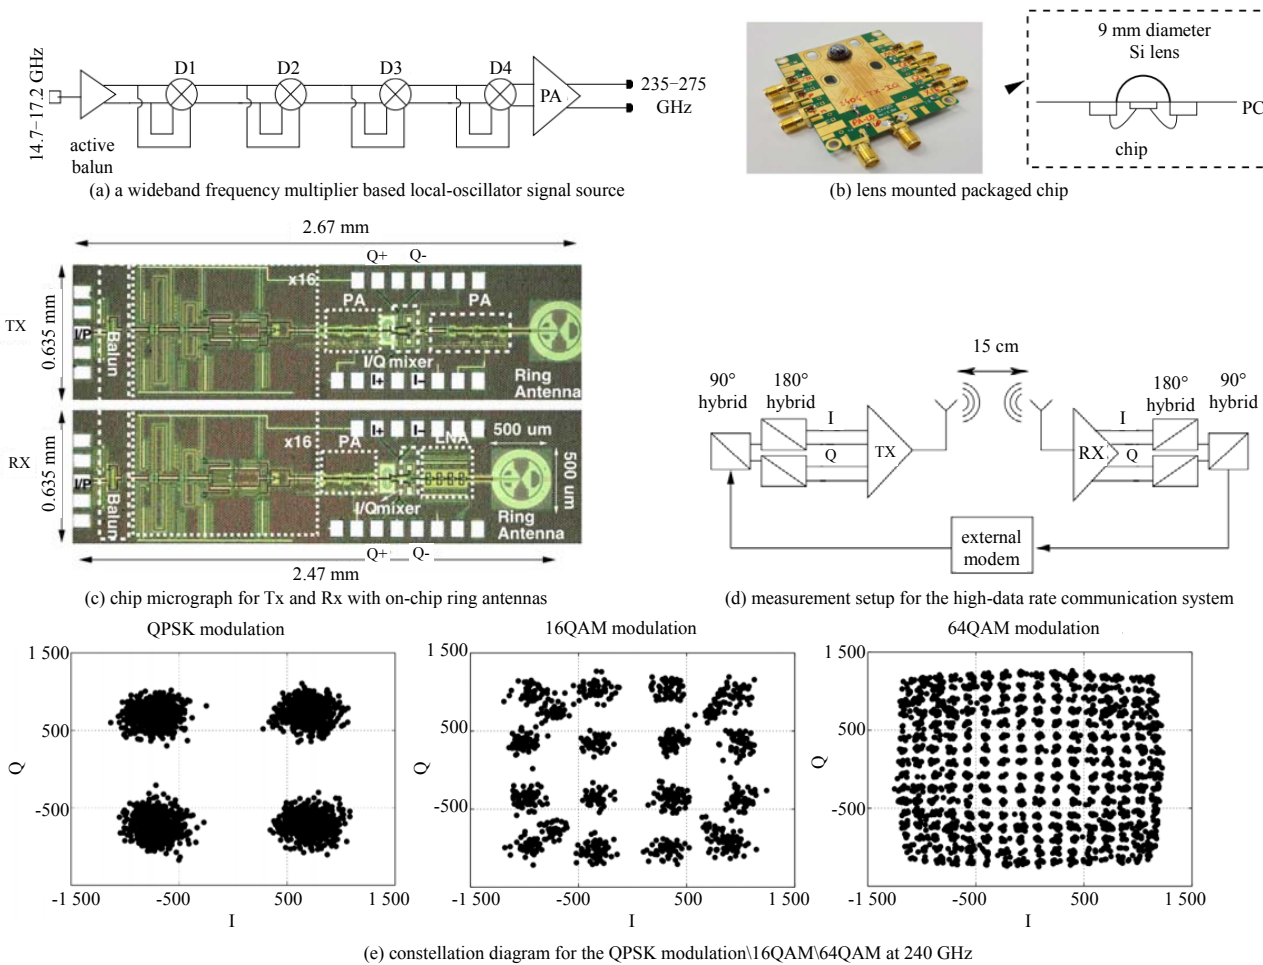 14.7−17.2 GHz
active
balun
D1
D2
D3
D4
PA
235−275
GHz
(a) a wideband frequency multiplier based local-oscillator signal source
9 mm diameter
Si lens
PC
chip
(b) lens mounted packaged chip
2.67 mm
Q+
Q-
TX
0.635 mm
I/P
Balun
x16
PA
PA
I/Q mixer
I+
I−
Ring
Antenna
RX
0.635 mm
I/P
Balun
x16
PA
I+
I−
LNA
500 um
500 um
I/Qmixer
Ring
Antenna
Q+
Q-
2.47 mm
(c) chip micrograph for Tx and Rx with on-chip ring antennas
15 cm
90°
hybrid
180°
hybrid
I
Q
TX
RX
I
Q
180°
hybrid
90°
hybrid
external
modem
(d) measurement setup for the high-data rate communication system
QPSK modulation
1 500
500
-500
Q
-1 500
-500
500
1 500
I
16QAM modulation
1 500
500
-500
Q
-1 500
-500
500
1 500
I
64QAM modulation
1 500
500
-500
Q
-1 500
-500
500
1 500
I
(e) constellation diagram for the QPSK modulation\16QAM\64QAM at 240 GHz